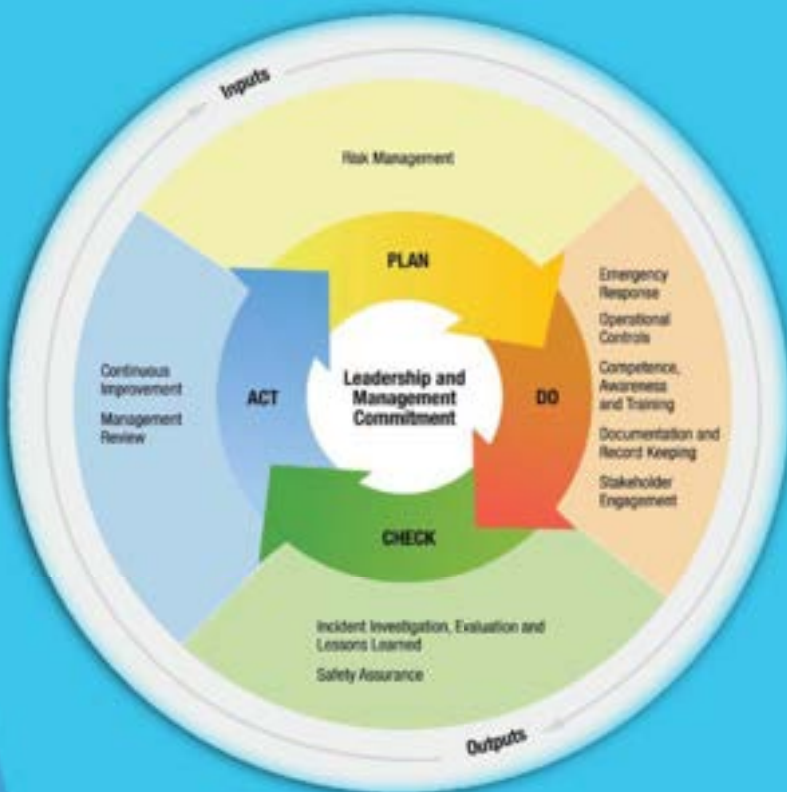 Inputs
Risk Management
PLAN
Emergency
Response
Operational
Controls
Competence,
Awareness
and Training
Documentation and
Record Keeping
Stakeholder
Engagement
DO
Leadership and
Management
Commitment
ACT
Continuous
Improvement
Management
Review
CHECK
Incident Investigation, Evaluation and
Lessons Learned
Safety Assurance
Outputs